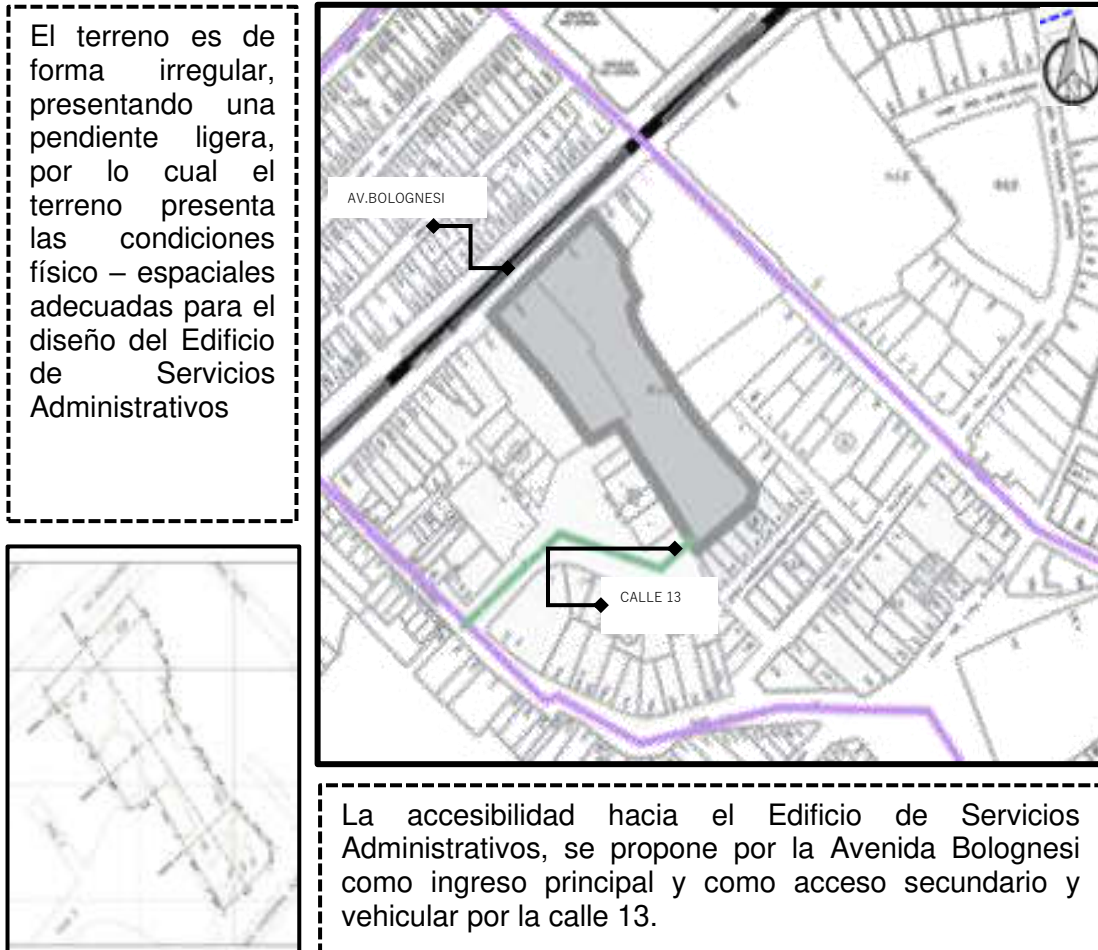 El terreno es de
forma irregular,
presentando una
pendiente ligera,
por lo cual el
terreno presenta
las condiciones
físico – espaciales
adecuadas para el
diseño del Edificio
de Servicios
Administrativos
AV.BOLOGNESI
CALLE 13
La accesibilidad hacia el Edificio de Servicios
Administrativos, se propone por la Avenida Bolognesi
como ingreso principal y como acceso secundario y
vehicular por la calle 13.